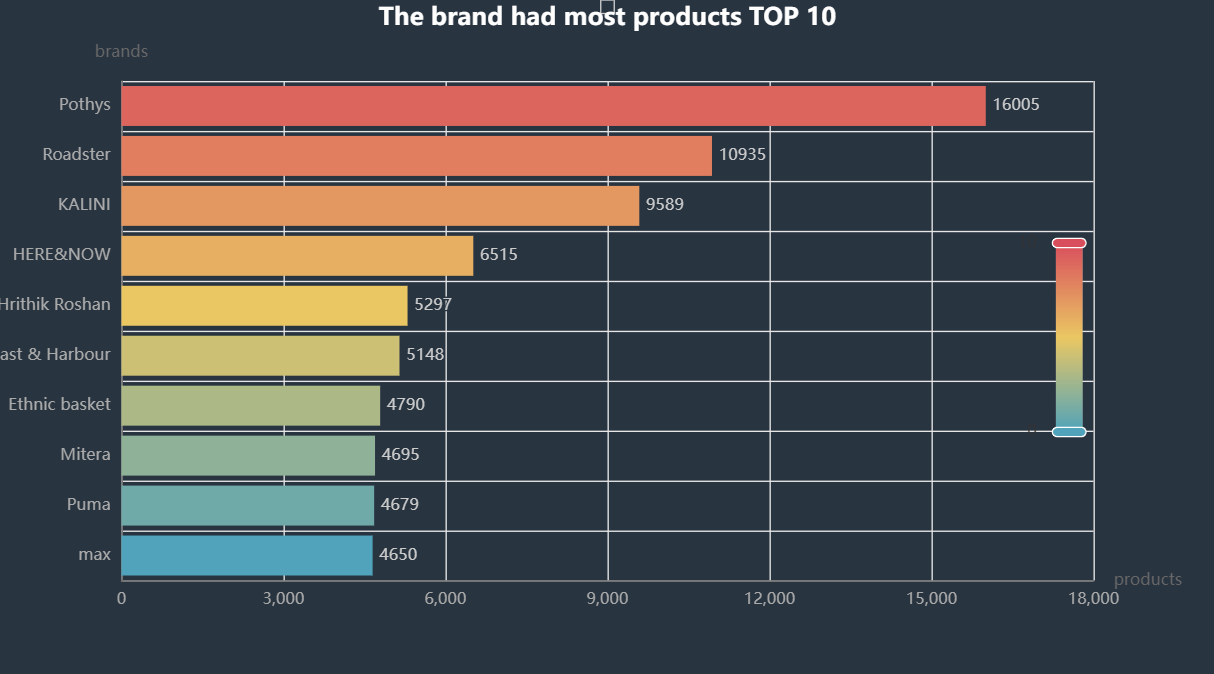 The brand had most products TOP 10
brands
Pothys 16005
Roadster 10935
KALINI 9589
HERE&NOW 6515
Hrithik Roshan 5297
ast & Harbour 5148
Ethnic basket 4790
Mitera 4695
Puma 4679
max 4650
products
0 3,000 6,000 9,000 12,000 15,000 18,000